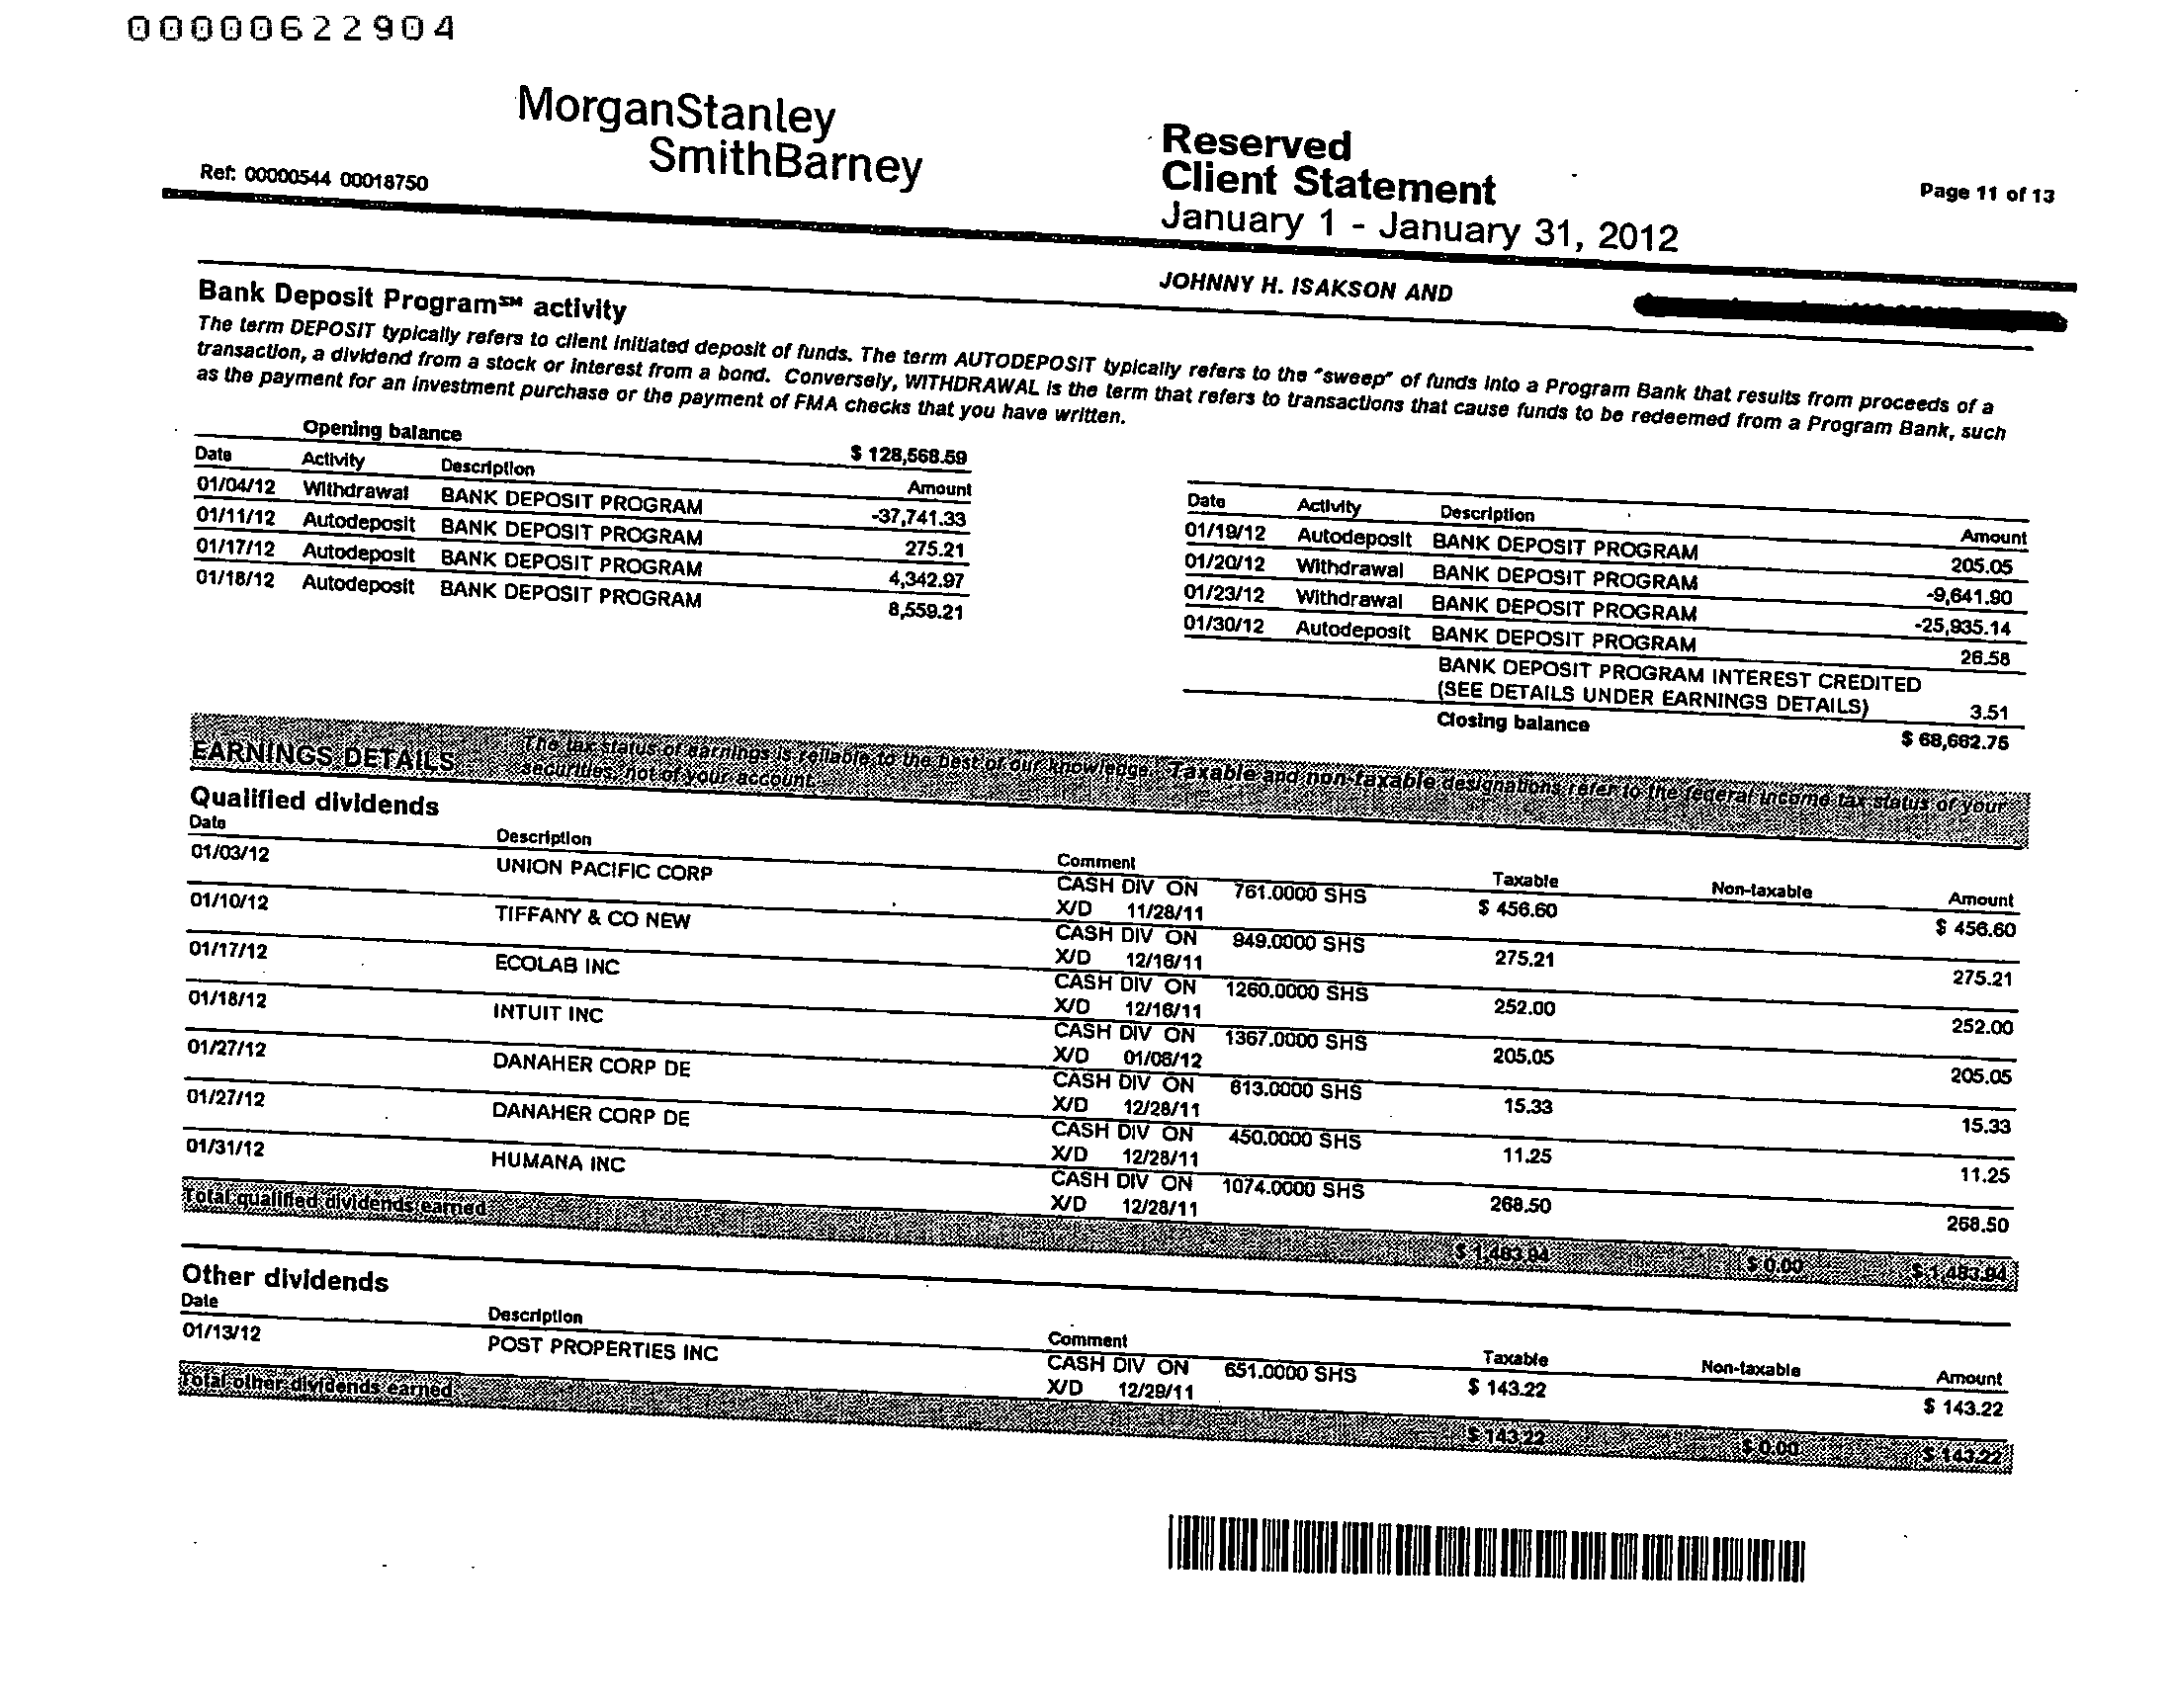 00000622904
MorganStanley
SmithBarney
Ref: 00000544 00018750
Reserved
Client Statement
January 1 - January 31, 2012
Page 11 of 13
JOHNNY H. ISAKSON AND
Bank Deposit Program℠ activity
The term DEPOSIT typically refers to client initiated deposit of funds. The term AUTODEPOSIT typically refers to the "sweep" of funds into a Program Bank that results from proceeds of a
transaction, a dividend from a stock or interest from a bond. Conversely, WITHDRAWAL is the term that refers to transactions that cause funds to be redeemed from a Program Bank, such
as the payment for an investment purchase or the payment of FMA checks that you have written.
Opening balance $ 128,568.59
Date Activity Description Amount
01/04/12 Withdrawal BANK DEPOSIT PROGRAM -37,741.33
01/11/12 Autodeposit BANK DEPOSIT PROGRAM 275.21
01/17/12 Autodeposit BANK DEPOSIT PROGRAM 4,342.97
01/18/12 Autodeposit BANK DEPOSIT PROGRAM 8,559.21
Date Activity Description Amount
01/19/12 Autodeposit BANK DEPOSIT PROGRAM 205.05
01/20/12 Withdrawal BANK DEPOSIT PROGRAM -9,641.90
01/23/12 Withdrawal BANK DEPOSIT PROGRAM -25,935.14
01/30/12 Autodeposit BANK DEPOSIT PROGRAM 26.58
BANK DEPOSIT PROGRAM INTEREST CREDITED
(SEE DETAILS UNDER EARNINGS DETAILS) 3.51
Closing balance $ 68,662.75
EARNINGS DETAILS The tax status of earnings is reliable to the best of our knowledge. Taxable and non-taxable designations refer to the federal income tax status of your
securities, not of your account.
Qualified dividends
Date Description Comment Taxable Non-taxable Amount
01/03/12 UNION PACIFIC CORP CASH DIV ON 761.0000 SHS $ 456.60 $ 456.60
X/D 11/28/11
01/10/12 TIFFANY & CO NEW CASH DIV ON 949.0000 SHS 275.21 275.21
X/D 12/16/11
01/17/12 ECOLAB INC CASH DIV ON 1260.0000 SHS 252.00 252.00
X/D 12/16/11
01/18/12 INTUIT INC CASH DIV ON 1367.0000 SHS 205.05 205.05
X/D 01/06/12
01/27/12 DANAHER CORP DE CASH DIV ON 613.0000 SHS 15.33 15.33
X/D 12/28/11
01/27/12 DANAHER CORP DE CASH DIV ON 450.0000 SHS 11.25 11.25
X/D 12/28/11
01/31/12 HUMANA INC CASH DIV ON 1074.0000 SHS 268.50 268.50
X/D 12/28/11
Total qualified dividends earned $ 1,483.94 $ 0.00 $ 1,483.94
Other dividends
Date Description Comment Taxable Non-taxable Amount
01/13/12 POST PROPERTIES INC CASH DIV ON 651.0000 SHS $ 143.22 $ 143.22
X/D 12/29/11
Total other dividends earned $ 143.22 $ 0.00 $ 143.22